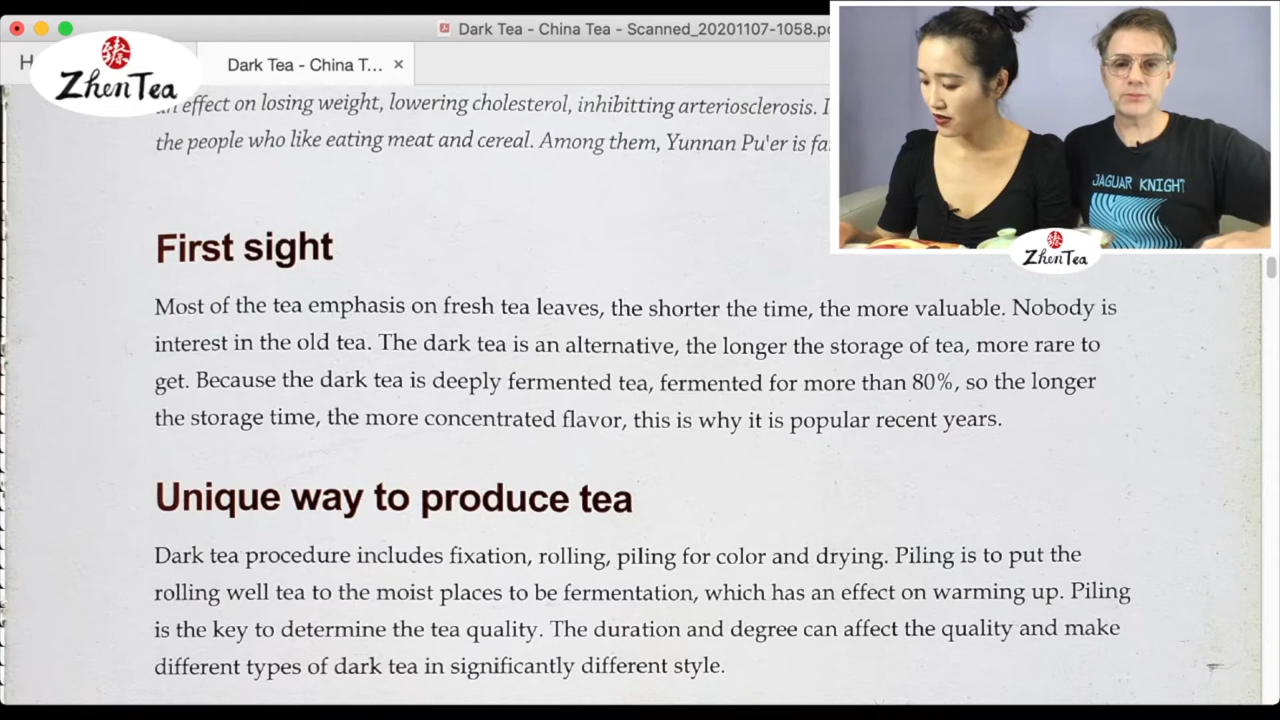 Dark Tea - China Tea - Scanned_20201107-1058.p
H
Dark Tea - China T... ×
臻
ZhenTea
effect on losing weight, lowering cholesterol, inhibitting arteriosclerosis. I
the people who like eating meat and cereal. Among them, Yunnan Pu'er is fa
JAGUAR KNIGHT
臻
ZhenTea
First sight
Most of the tea emphasis on fresh tea leaves, the shorter the time, the more valuable. Nobody is
interest in the old tea. The dark tea is an alternative, the longer the storage of tea, more rare to
get. Because the dark tea is deeply fermented tea, fermented for more than 80%, so the longer
the storage time, the more concentrated flavor, this is why it is popular recent years.
Unique way to produce tea
Dark tea procedure includes fixation, rolling, piling for color and drying. Piling is to put the
rolling well tea to the moist places to be fermentation, which has an effect on warming up. Piling
is the key to determine the tea quality. The duration and degree can affect the quality and make
different types of dark tea in significantly different style.